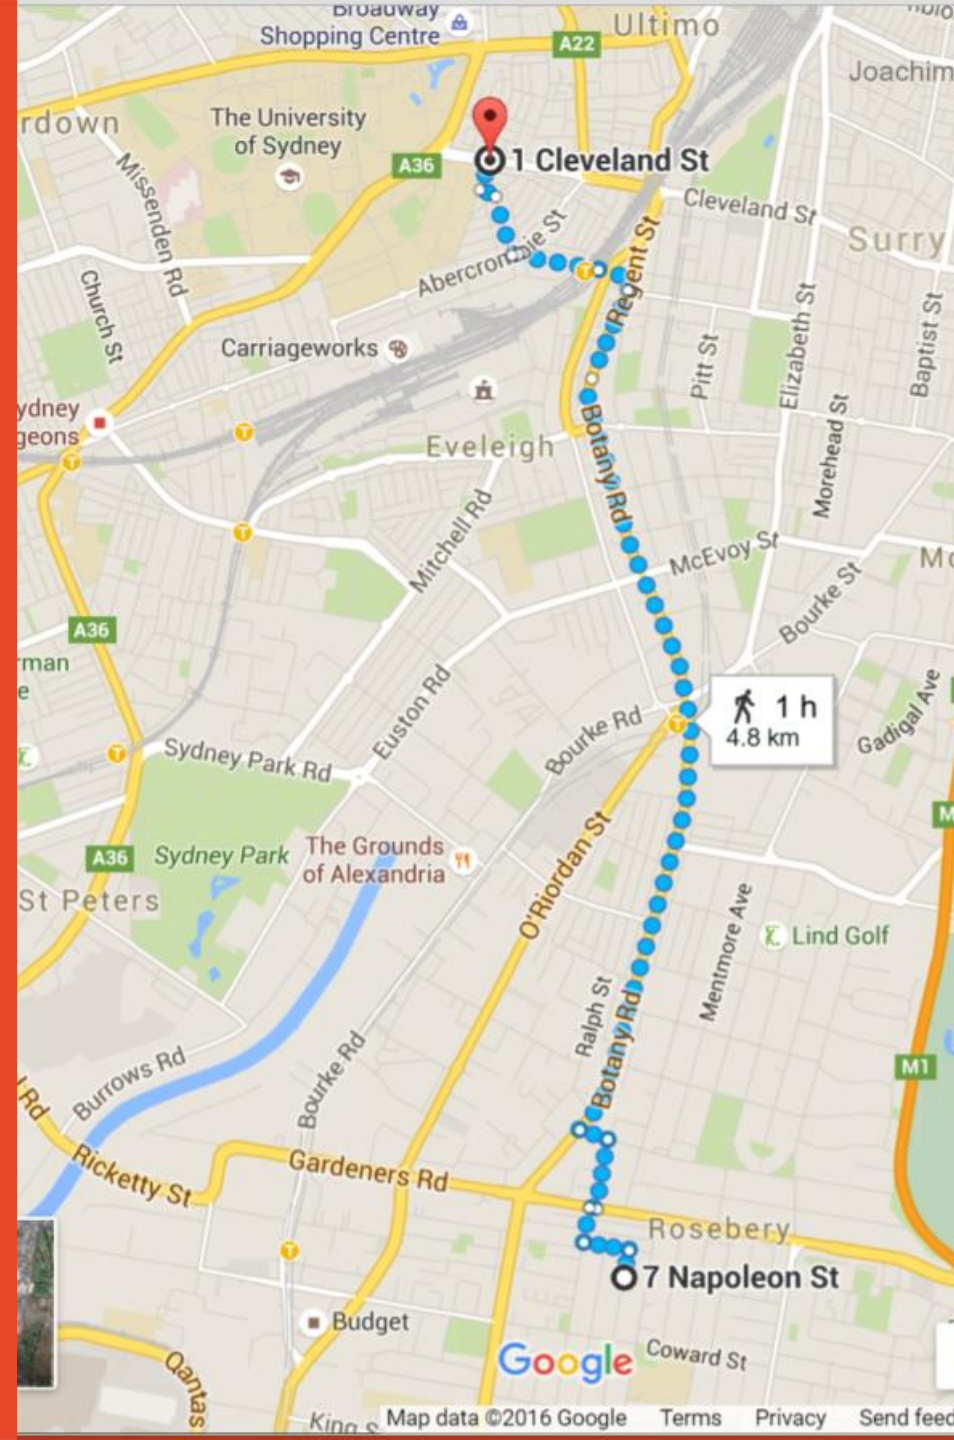 Broadway
Shopping Centre
A22
Ultimo
Joachim
rdown
The University
of Sydney
A36
1 Cleveland St
Missenden Rd
Cleveland St
Abercrombie St
Regent St
Surry
Church St
Carriageworks
Pitt St
Elizabeth St
Baptist St
ydney
geons
Eveleigh
Botany Rd
Morehead St
Mitchell Rd
McEvoy St
Mc
Bourke St
A36
rman
e
1 h
4.8 km
Euston Rd
Bourke Rd
Gadigal Ave
Sydney Park Rd
M
A36
Sydney Park
The Grounds
of Alexandria
O'Riordan St
St Peters
Mentmore Ave
Lind Golf
Ralph St
Botany Rd
Burrows Rd
Bourke Rd
M1
l Rd
Ricketty St
Gardeners Rd
Rosebery
7 Napoleon St
Budget
Google
Coward St
Qantas
King S
Map data ©2016 Google
Terms
Privacy
Send feed
T
T
T
T
T
T
T